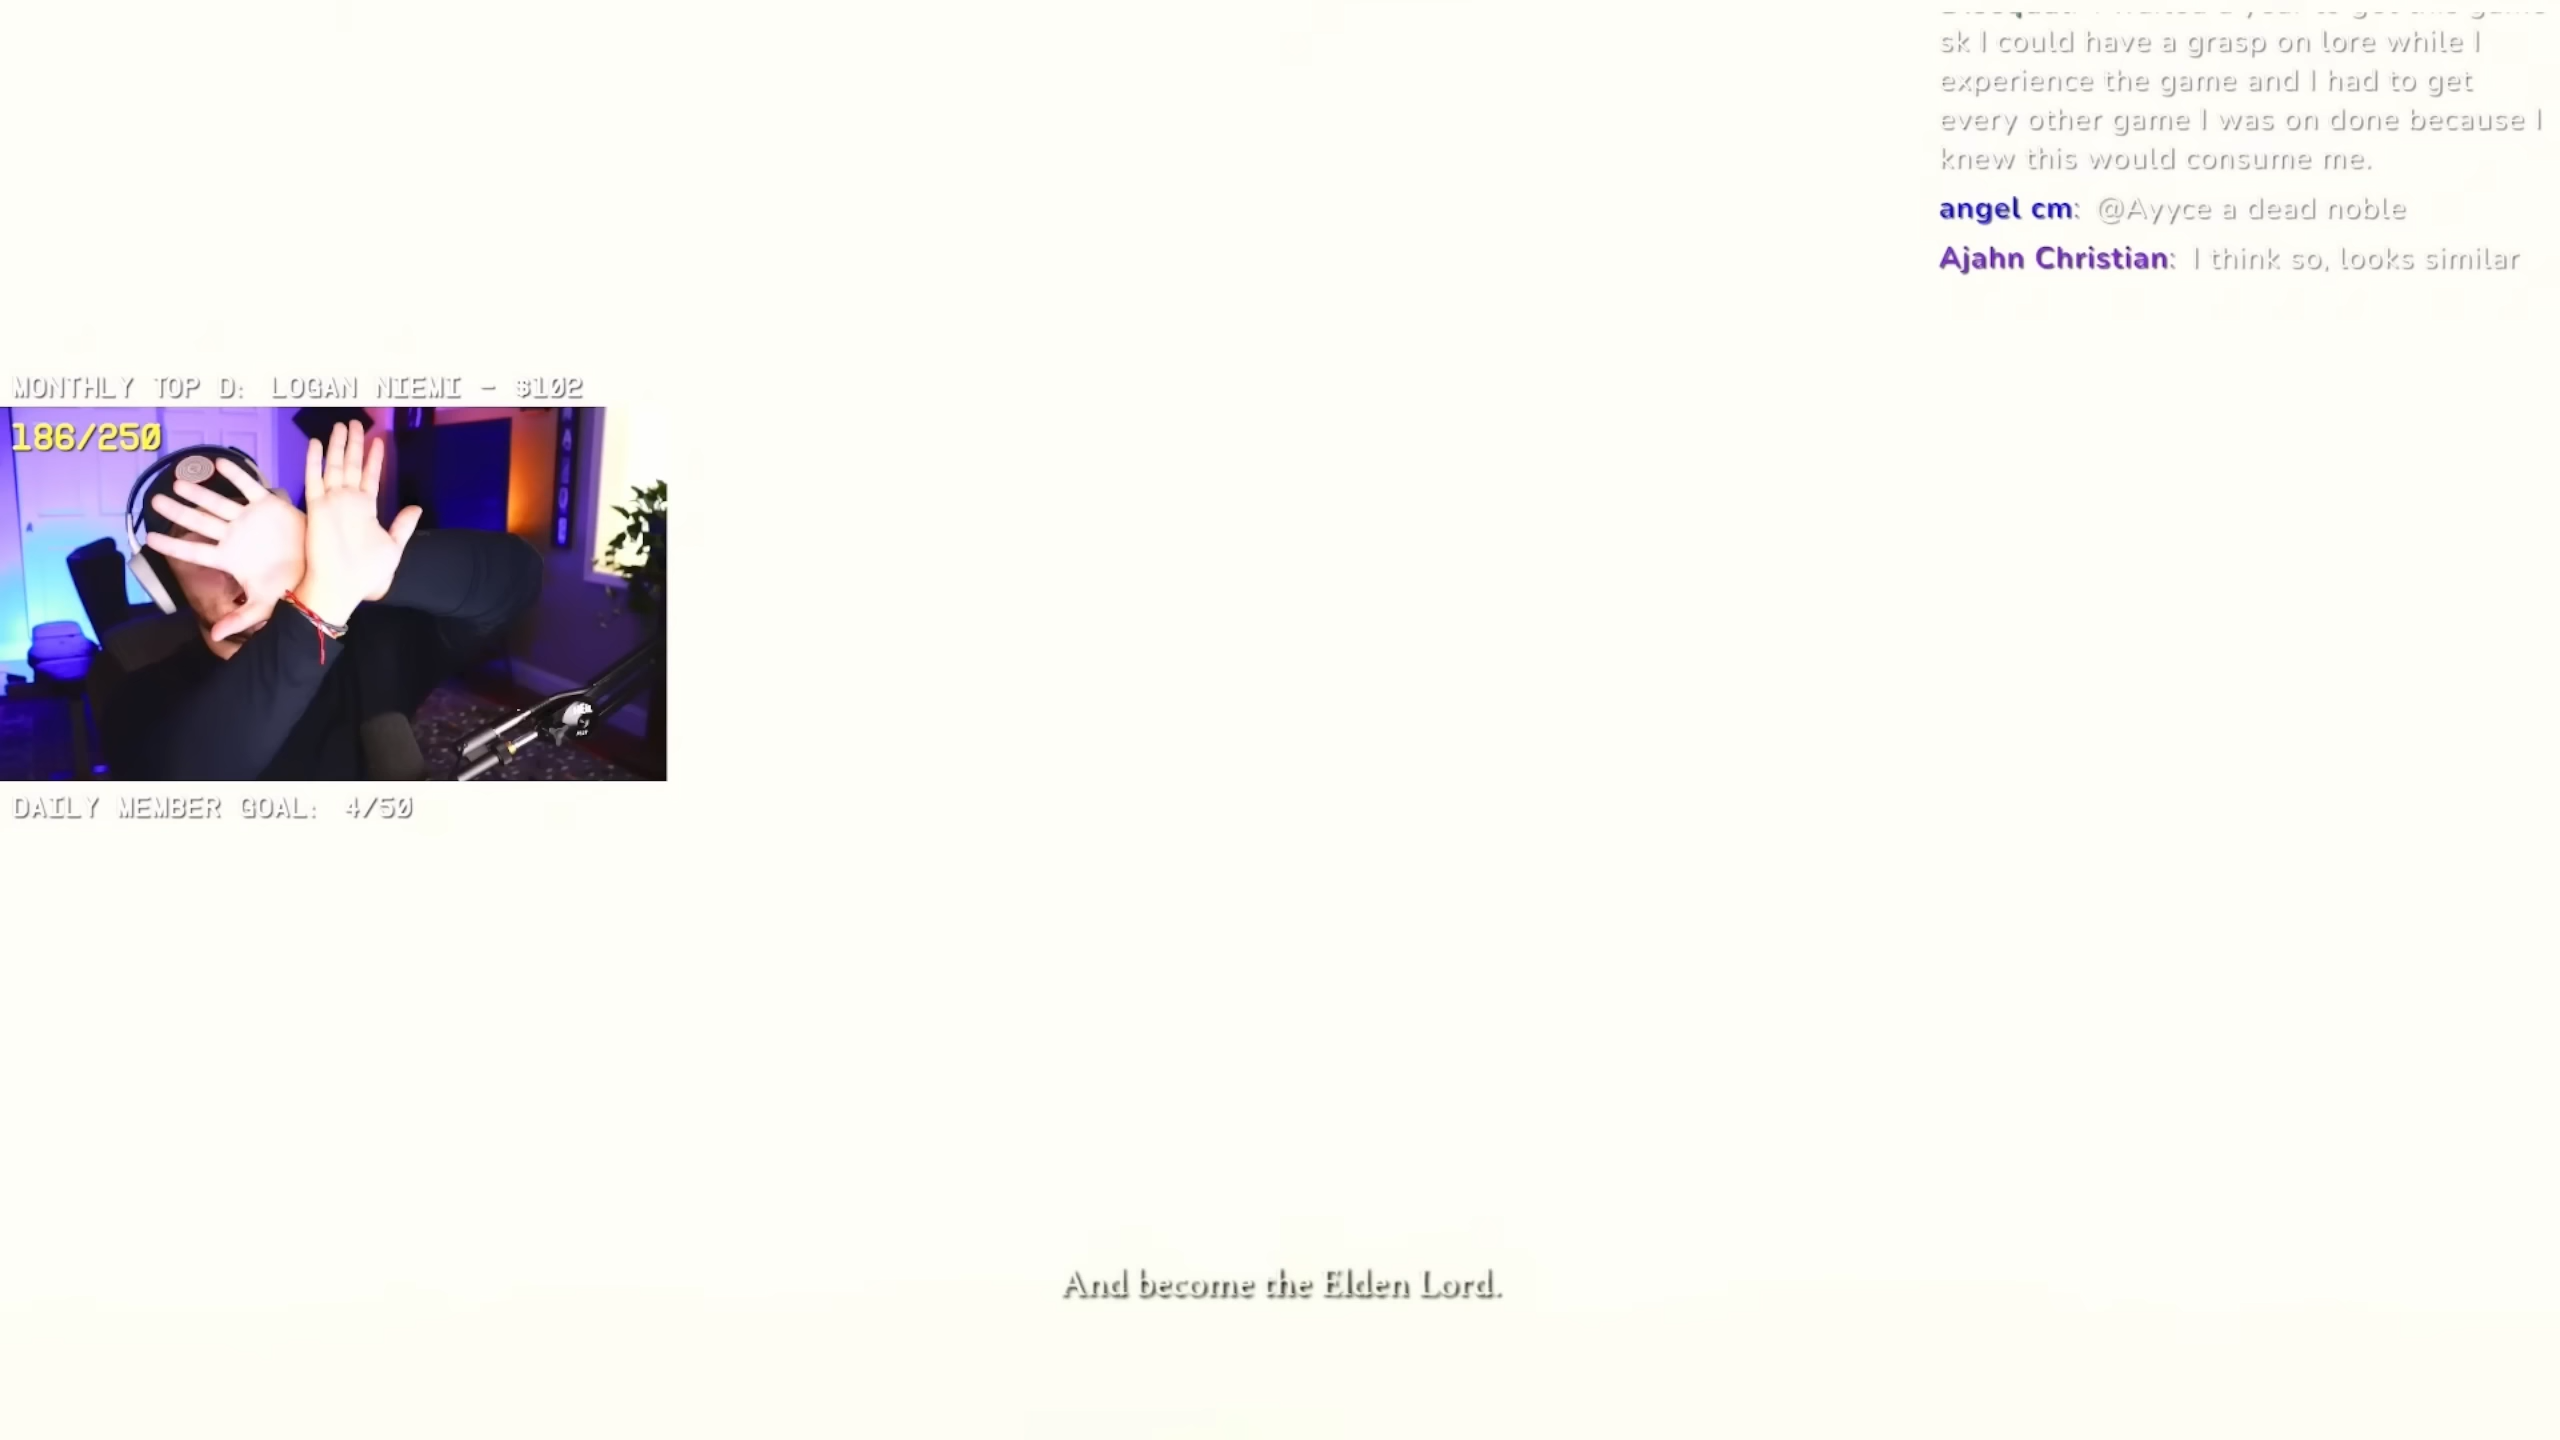 sk I could have a grasp on lore while I
experience the game and I had to get
every other game I was on done because I
knew this would consume me.
angel cm: @Ayyce a dead noble
Ajahn Christian: I think so, looks similar
MONTHLY TOP D: LOGAN NIEMI - $102
186/250
DAILY MEMBER GOAL: 4/50
And become the Elden Lord.